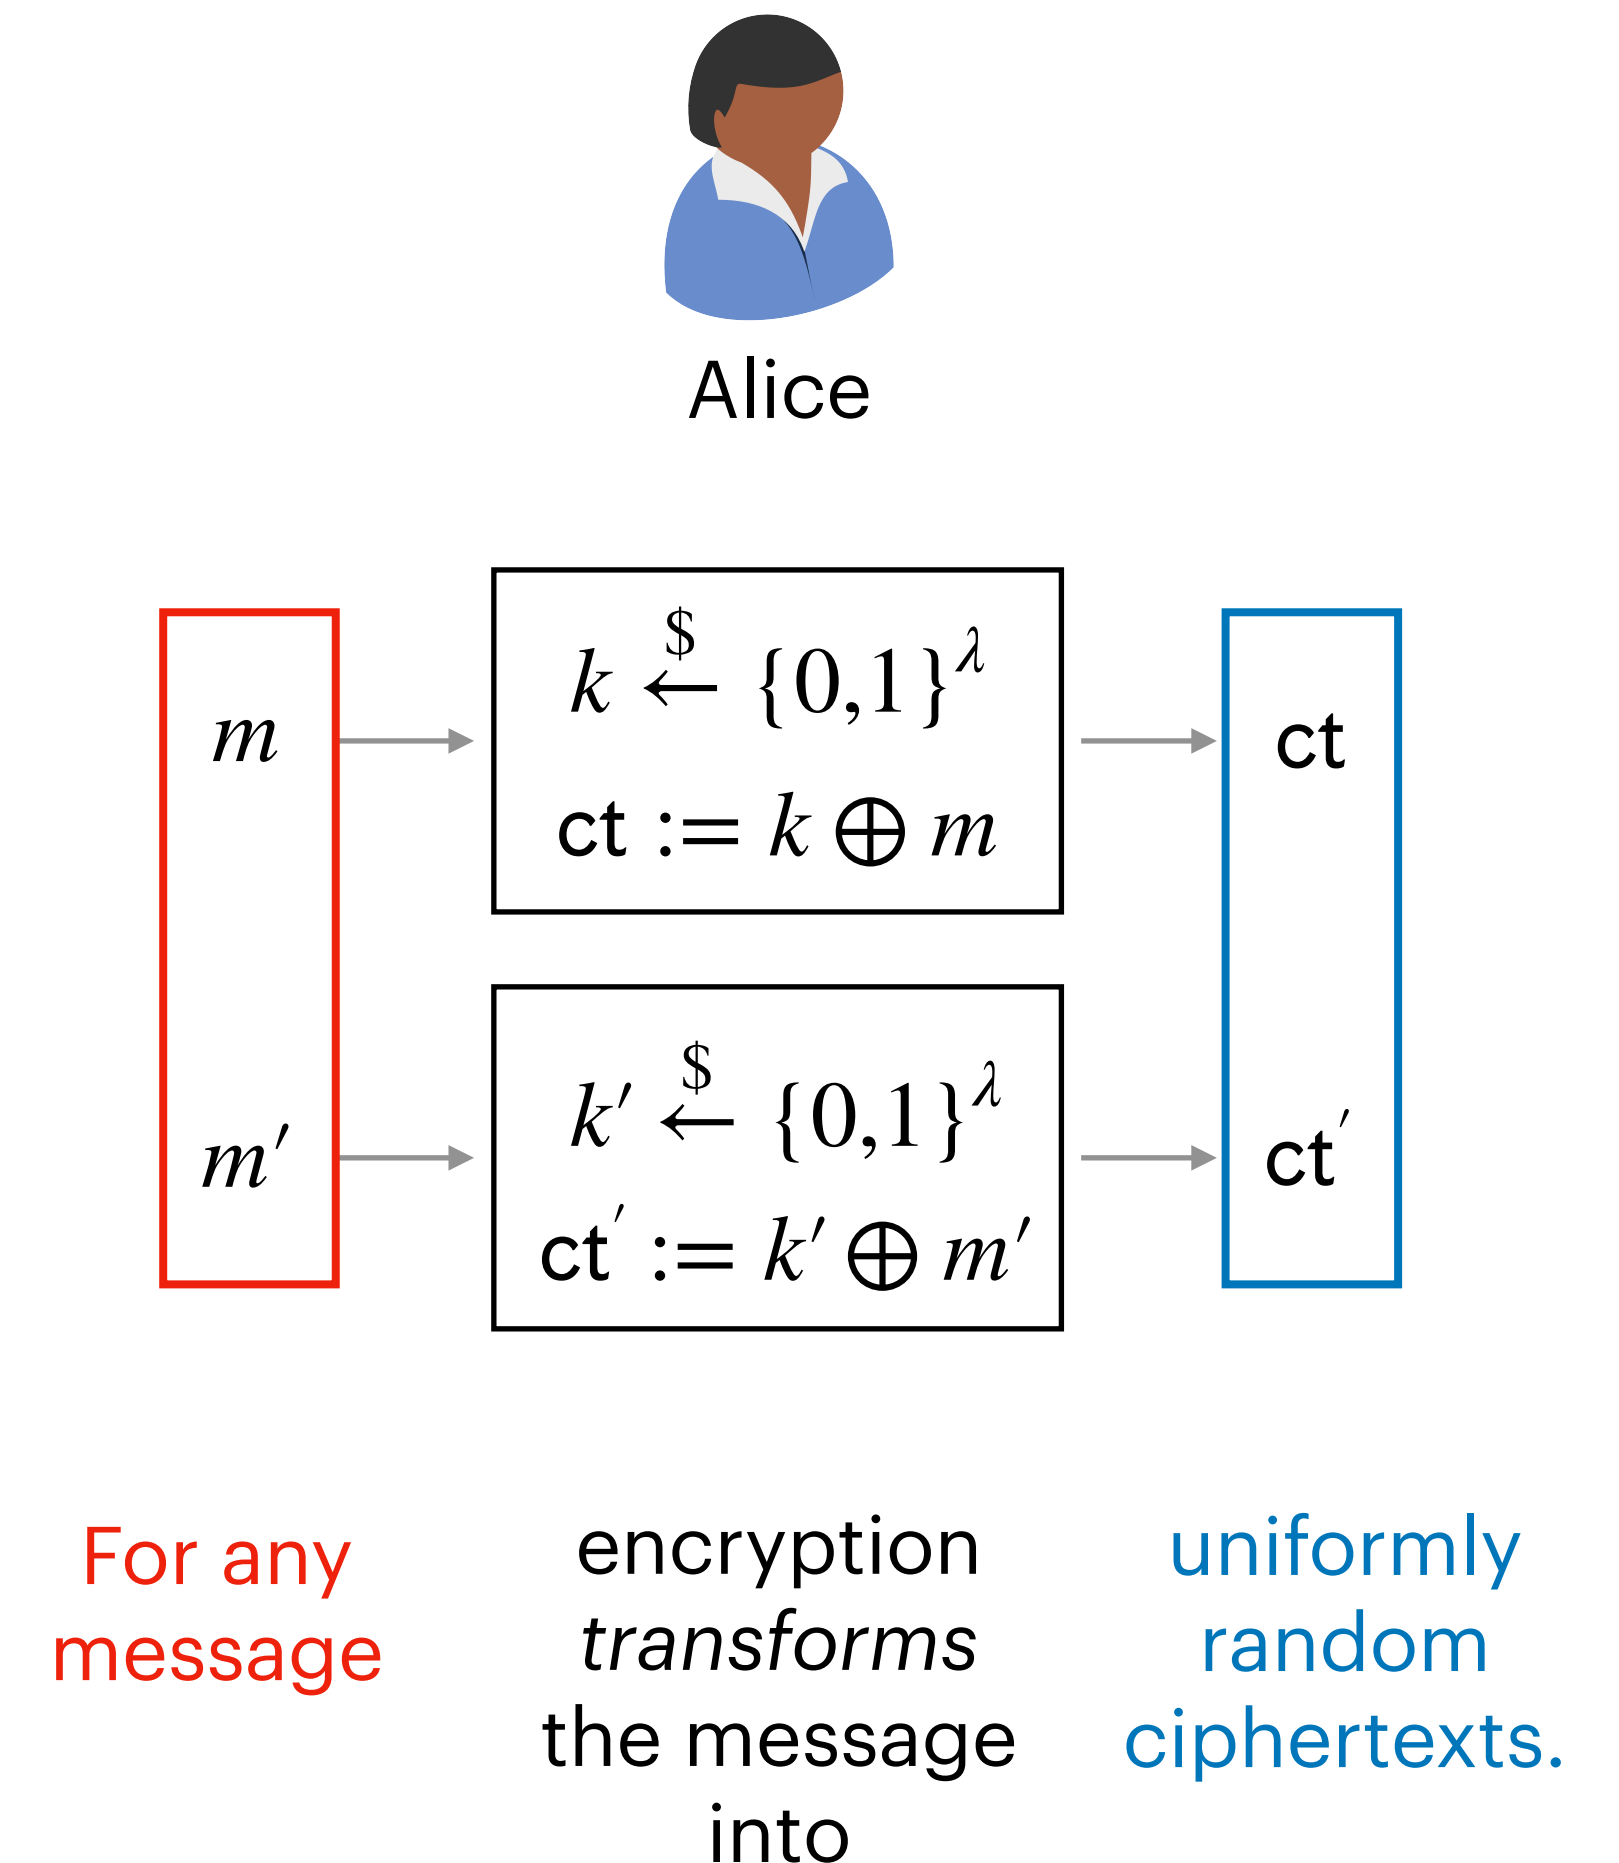 Alice
m
k $← {0,1}^λ
ct := k ⊕ m
ct
m′
k′ $← {0,1}^λ
ct′ := k′ ⊕ m′
ct′
For any
message
encryption
transforms
the message
into
uniformly
random
ciphertexts.